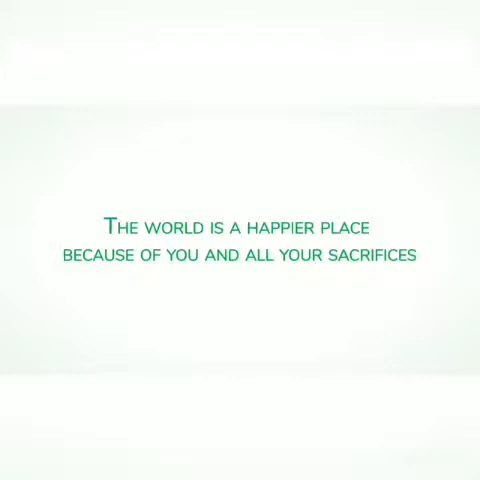 The world is a happier place
because of you and all your sacrifices